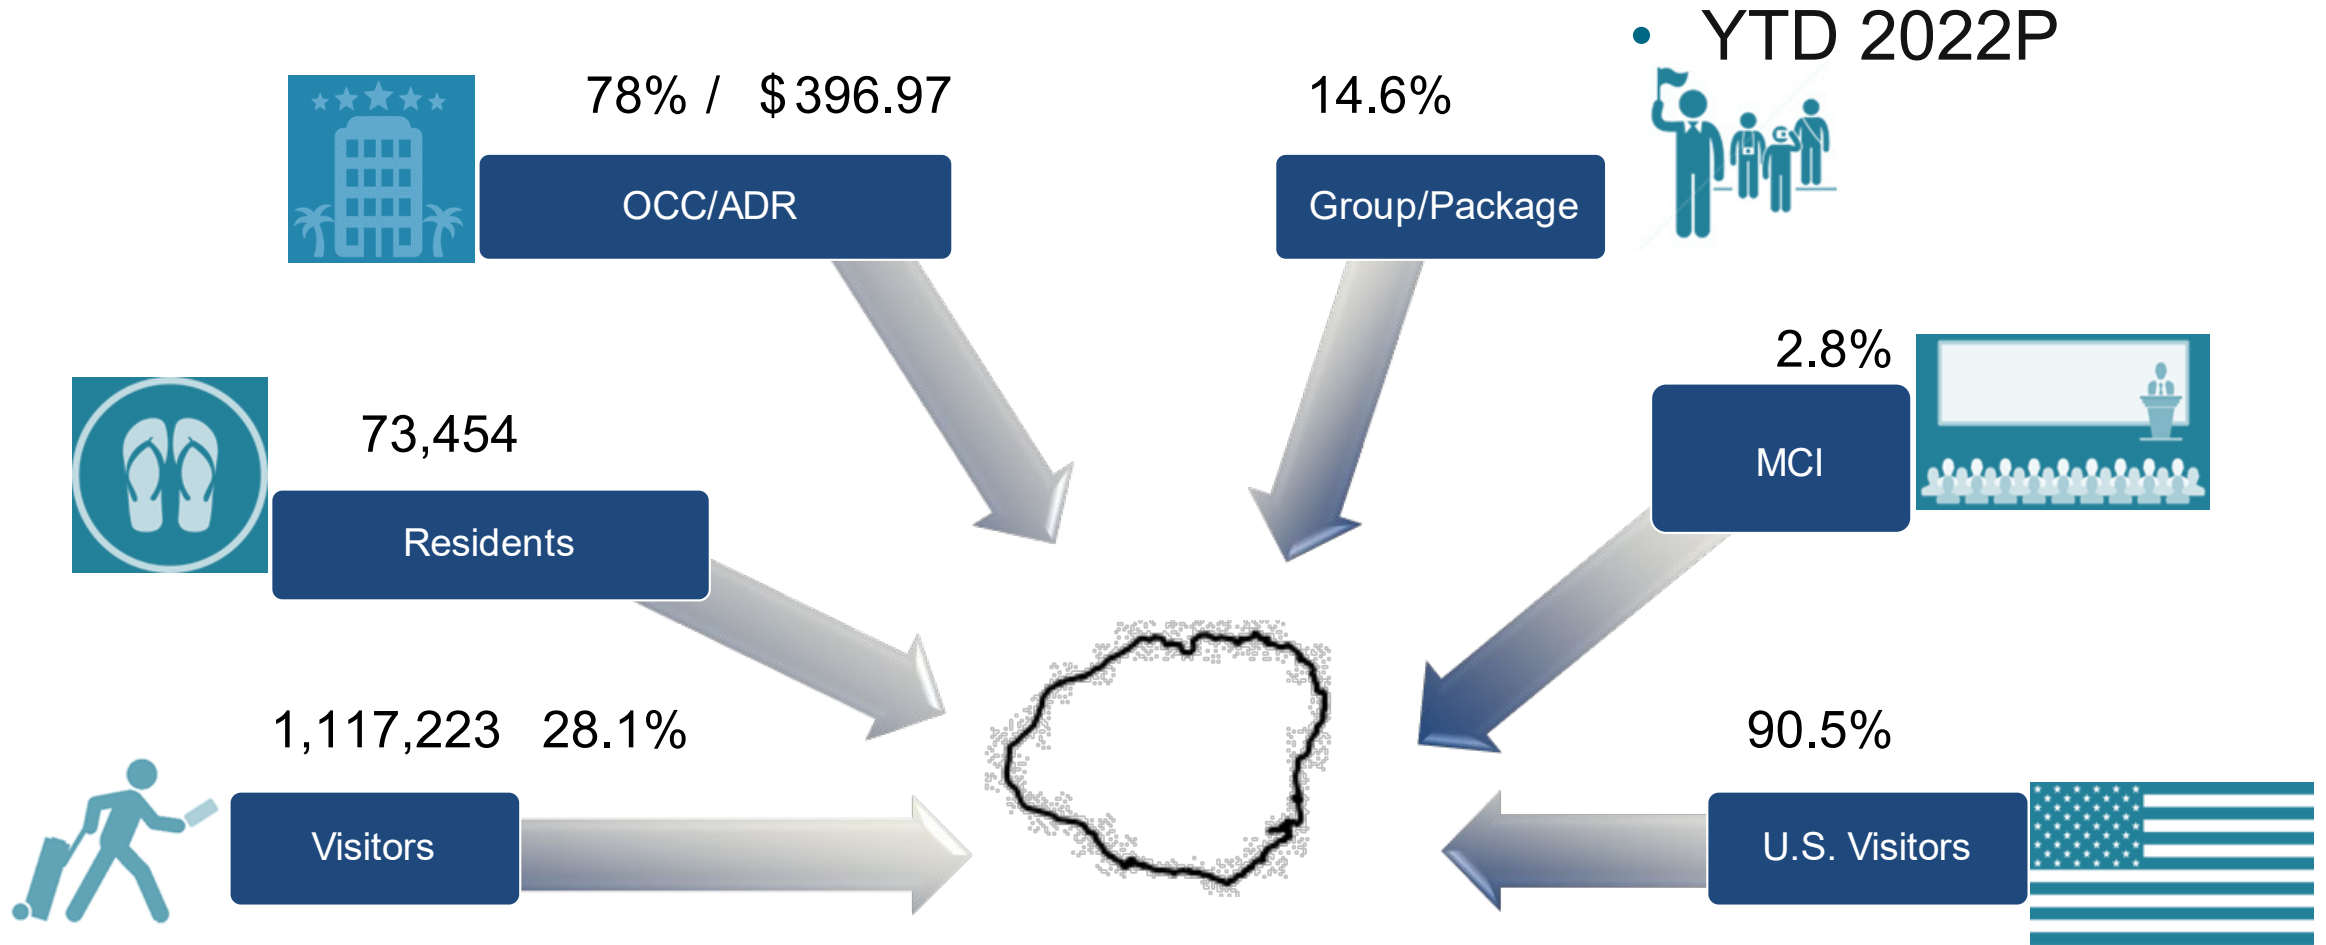 • YTD 2022P
78% / $396.97
14.6%
OCC/ADR
Group/Package
2.8%
73,454
MCI
Residents
1,117,223 28.1%
90.5%
Visitors
U.S. Visitors